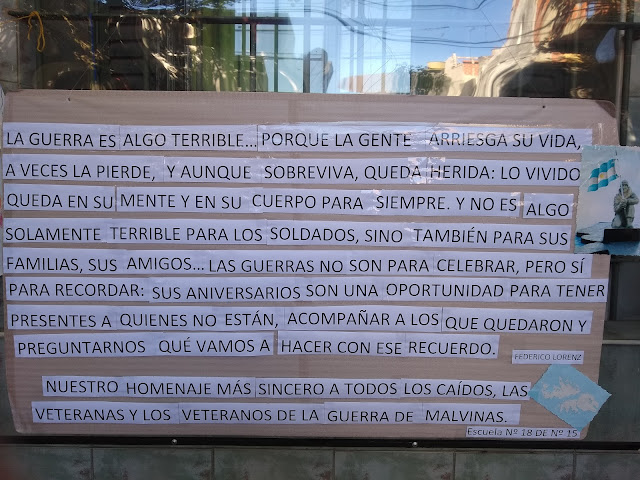 LA GUERRA ES ALGO TERRIBLE... PORQUE LA GENTE ARRIESGA SU VIDA,
A VECES LA PIERDE, Y AUNQUE SOBREVIVA, QUEDA HERIDA: LO VIVIDO
QUEDA EN SU MENTE Y EN SU CUERPO PARA SIEMPRE. Y NO ES ALGO
SOLAMENTE TERRIBLE PARA LOS SOLDADOS, SINO TAMBIÉN PARA SUS
FAMILIAS, SUS AMIGOS... LAS GUERRAS NO SON PARA CELEBRAR, PERO SÍ
PARA RECORDAR: SUS ANIVERSARIOS SON UNA OPORTUNIDAD PARA TENER
PRESENTES A QUIENES NO ESTÁN, ACOMPAÑAR A LOS QUE QUEDARON Y
PREGUNTARNOS QUÉ VAMOS A HACER CON ESE RECUERDO.
FEDERICO LORENZ
NUESTRO HOMENAJE MÁS SINCERO A TODOS LOS CAÍDOS, LAS
VETERANAS Y LOS VETERANOS DE LA GUERRA DE MALVINAS.
Escuela Nº 18 DE Nº 15